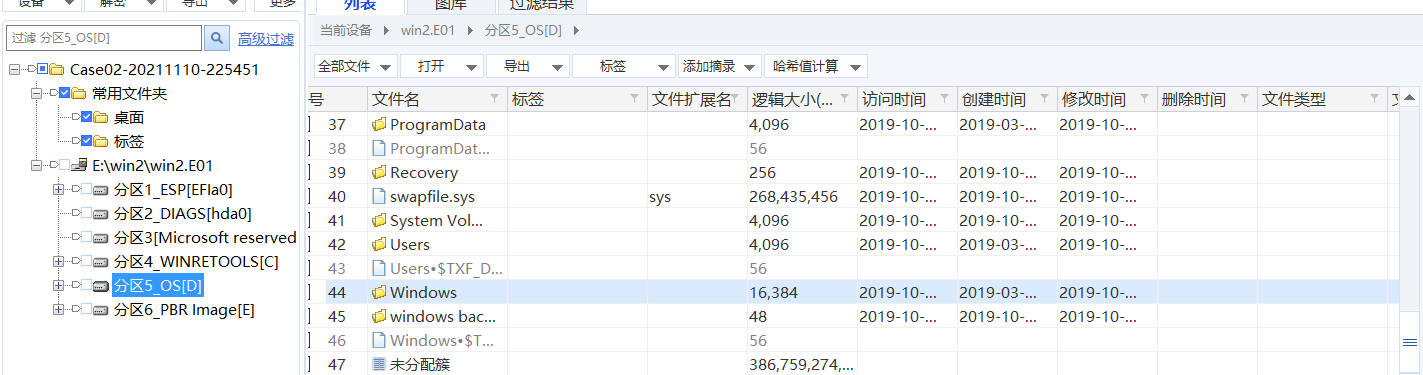 设备 解密 导出 更多
列表 图库 过滤结果
过滤 分区5_OS[D] 高级过滤
当前设备 win2.E01 分区5_OS[D]
全部文件 打开 导出 标签 添加摘录 哈希值计算
Case02-20211110-225451
常用文件夹
桌面
标签
E:\win2\win2.E01
分区1_ESP[EFIa0]
分区2_DIAGS[hda0]
分区3[Microsoft reserved
分区4_WINRETOOLS[C]
分区5_OS[D]
分区6_PBR Image[E]
号 文件名 标签 文件扩展名 逻辑大小(... 访问时间 创建时间 修改时间 删除时间 文件类型
37 ProgramData 4,096 2019-10-... 2019-03-... 2019-10-...
38 ProgramDat... 56
39 Recovery 256 2019-10-... 2019-10-... 2019-10-...
40 swapfile.sys sys 268,435,456 2019-10-... 2019-10-... 2019-10-...
41 System Vol... 4,096 2019-10-... 2019-10-... 2019-10-...
42 Users 4,096 2019-10-... 2019-03-... 2019-10-...
43 Users•$TXF_D... 56
44 Windows 16,384 2019-10-... 2019-03-... 2019-10-...
45 windows bac... 48 2019-10-... 2019-10-... 2019-10-...
46 Windows•$T... 56
47 未分配簇 386,759,274,...